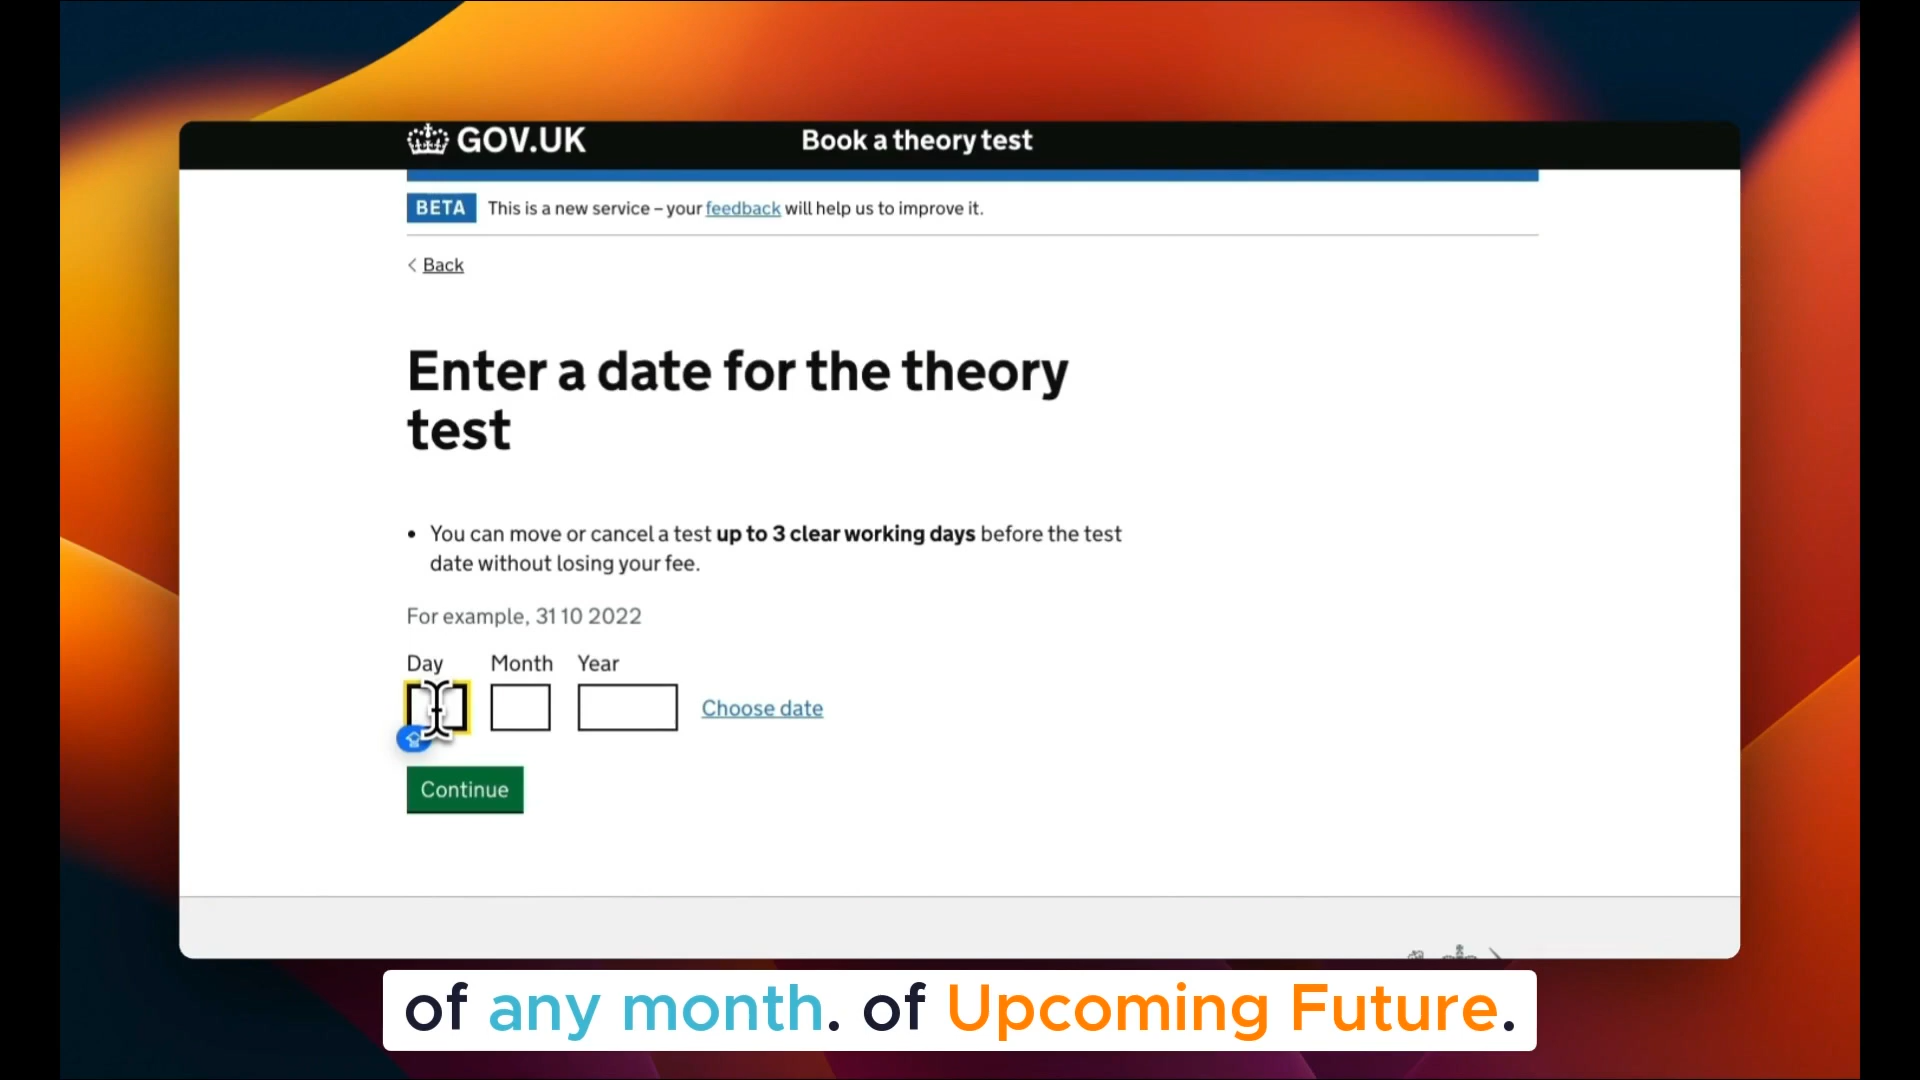 GOV.UK
Book a theory test
BETA This is a new service – your feedback will help us to improve it.
Back
Enter a date for the theory
test
• You can move or cancel a test up to 3 clear working days before the test
date without losing your fee.
For example, 31 10 2022
Day Month Year
Choose date
Continue
of any month. of Upcoming Future.